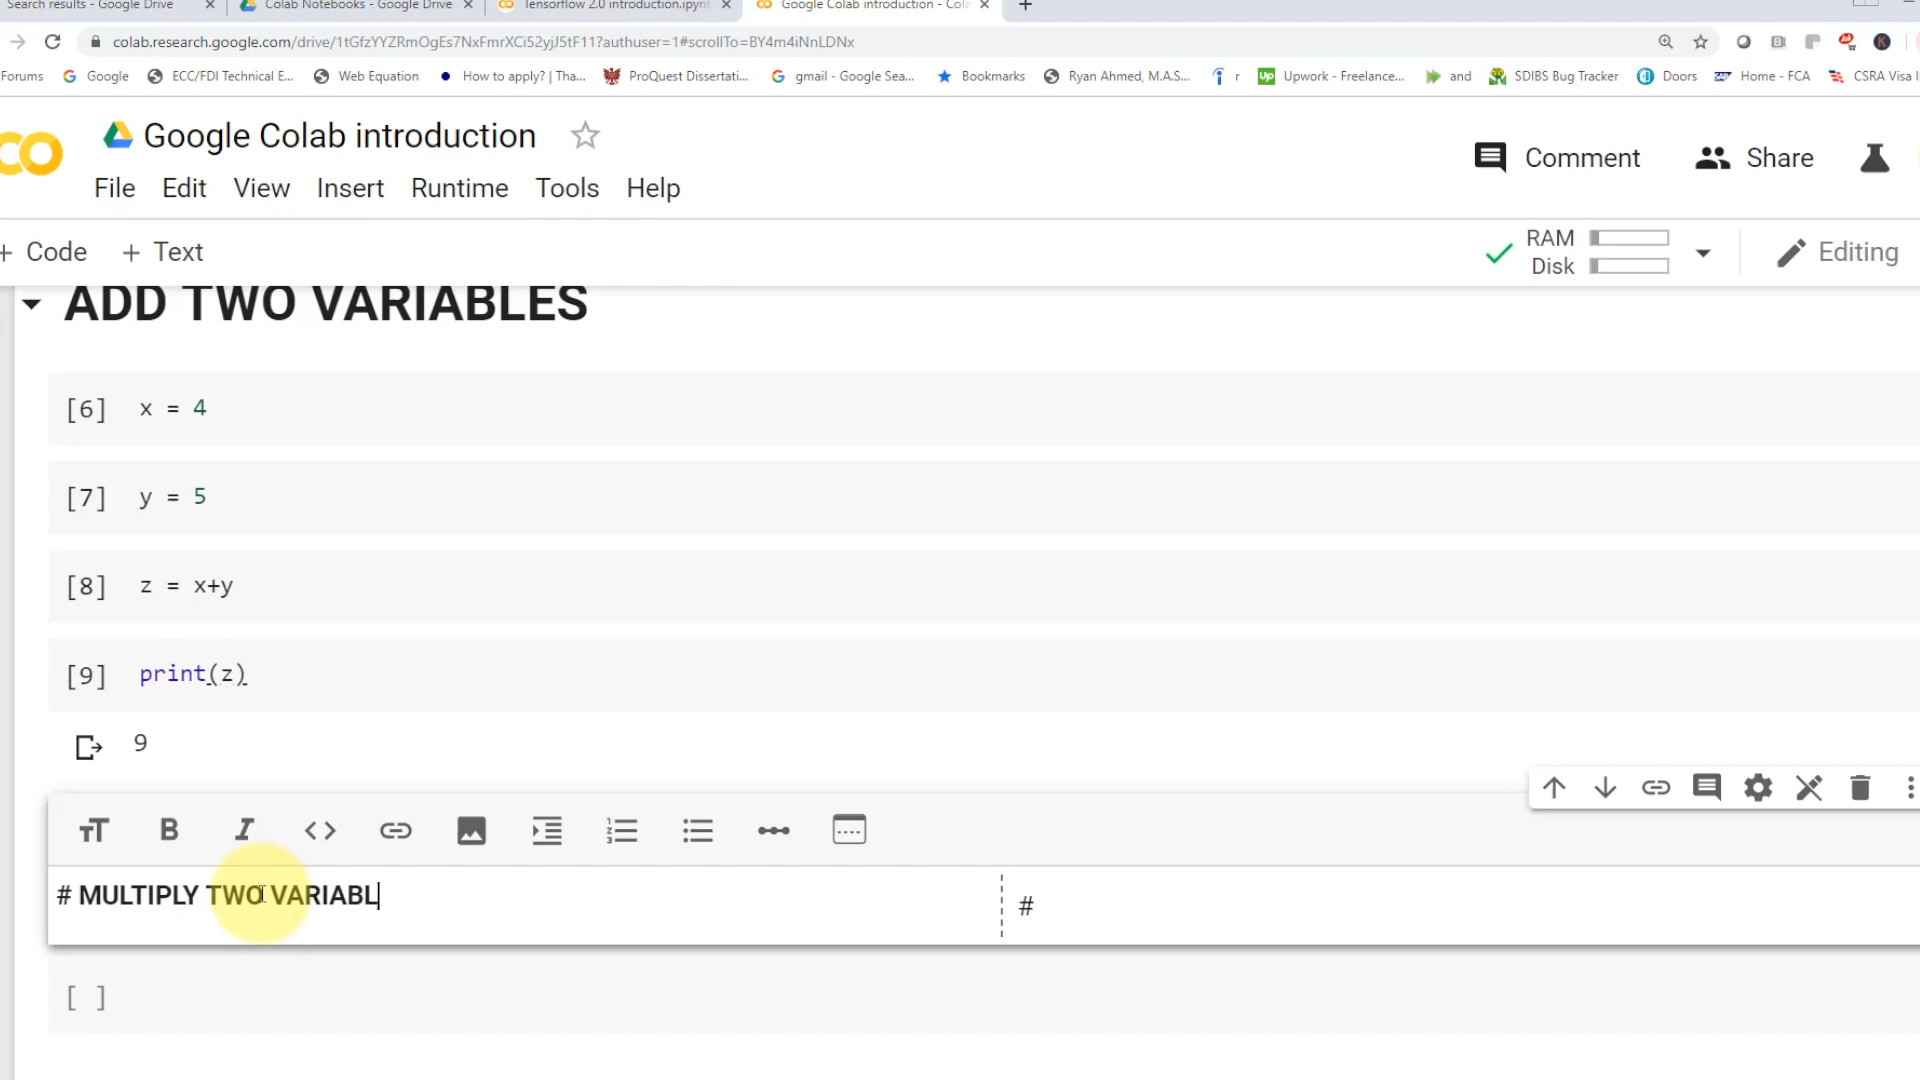 Search results - Google Drive
Colab Notebooks - Google Drive
Tensorflow 2.0 introduction.ipynb
Google Colab introduction - Cola
colab.research.google.com/drive/1tGfzYYZRmOgEs7NxFmrXCi52yjJ5tF11?authuser=1#scrollTo=BY4m4iNnLDNx
Forums
Google
ECC/FDI Technical E...
Web Equation
How to apply? | Tha...
ProQuest Dissertati...
gmail - Google Sea...
Bookmarks
Ryan Ahmed, M.A.S...
r
Up
Upwork - Freelance...
and
SDIBS Bug Tracker
Doors
Home - FCA
CSRA Visa I
Google Colab introduction
Comment
Share
File Edit View Insert Runtime Tools Help
+ Code + Text
RAM
Disk
Editing
ADD TWO VARIABLES
[6] x = 4
[7] y = 5
[8] z = x+y
[9] print(z)
9
# MULTIPLY TWO VARIABL
#
[ ]